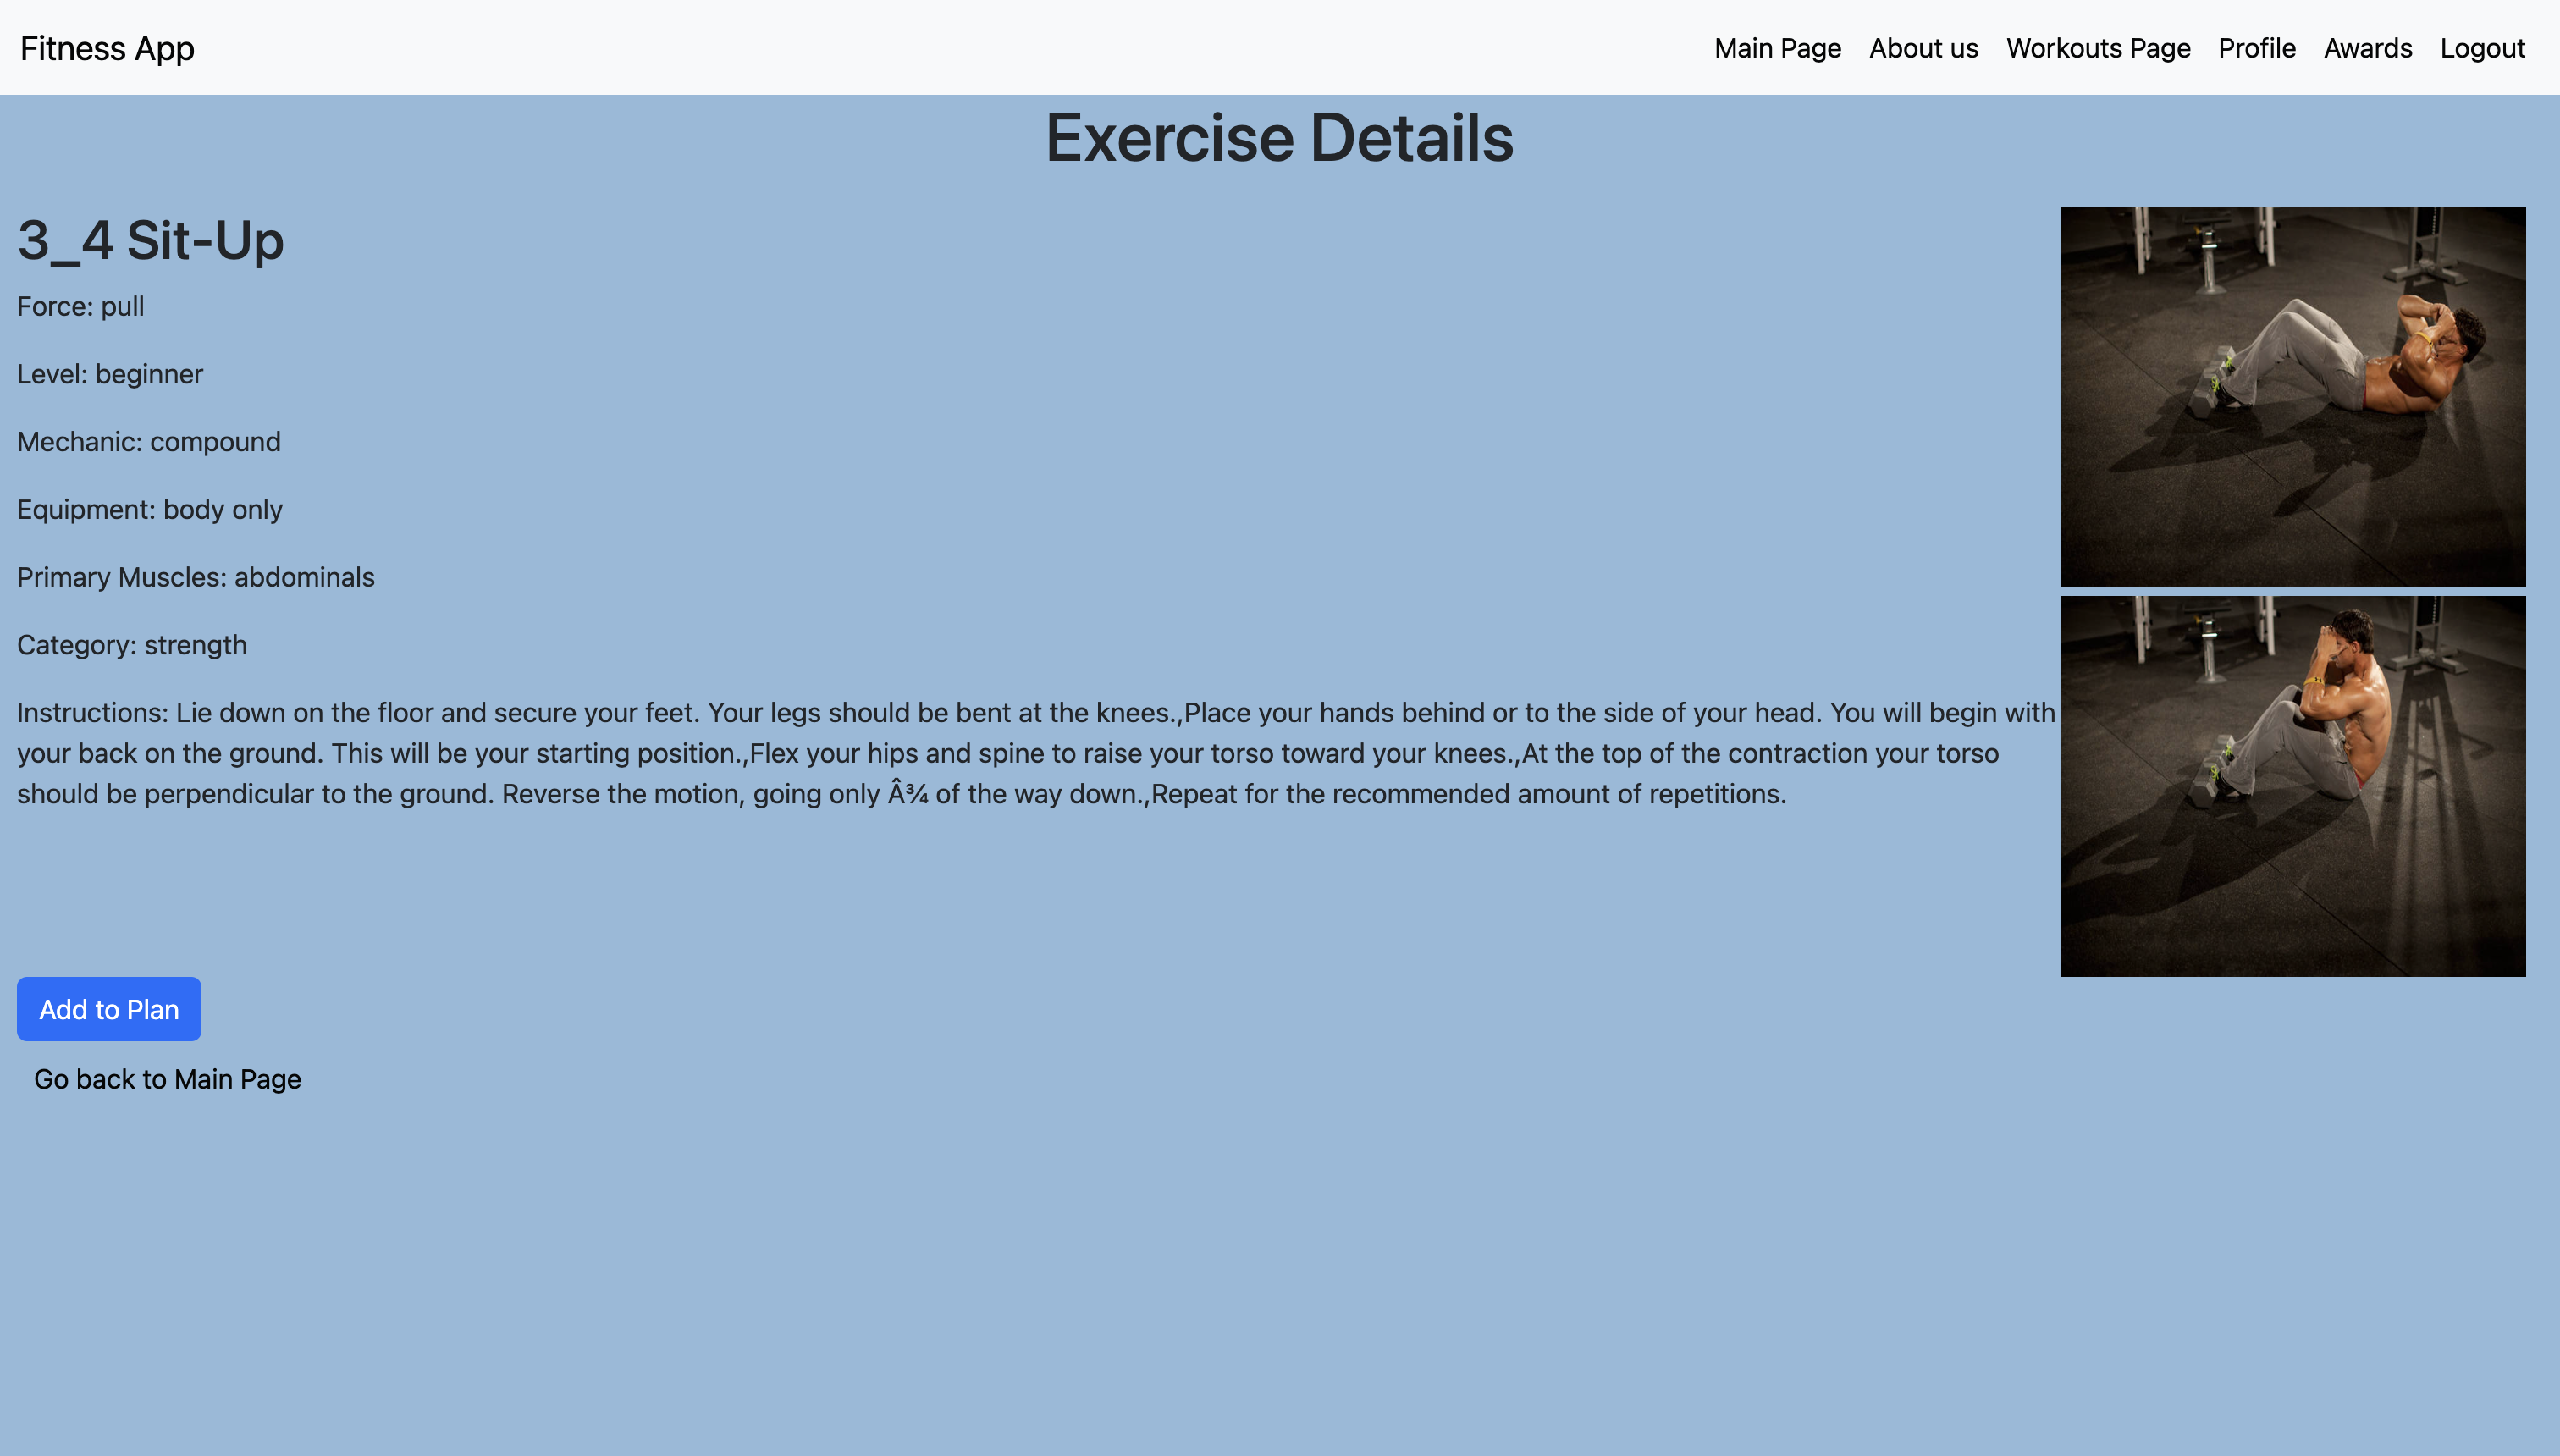 Fitness App
Main Page
About us
Workouts Page
Profile
Awards
Logout
Exercise Details
3_4 Sit-Up
Force: pull
Level: beginner
Mechanic: compound
Equipment: body only
Primary Muscles: abdominals
Category: strength
Instructions: Lie down on the floor and secure your feet. Your legs should be bent at the knees.,Place your hands behind or to the side of your head. You will begin with
your back on the ground. This will be your starting position.,Flex your hips and spine to raise your torso toward your knees.,At the top of the contraction your torso
should be perpendicular to the ground. Reverse the motion, going only Â¾ of the way down.,Repeat for the recommended amount of repetitions.
Add to Plan
Go back to Main Page